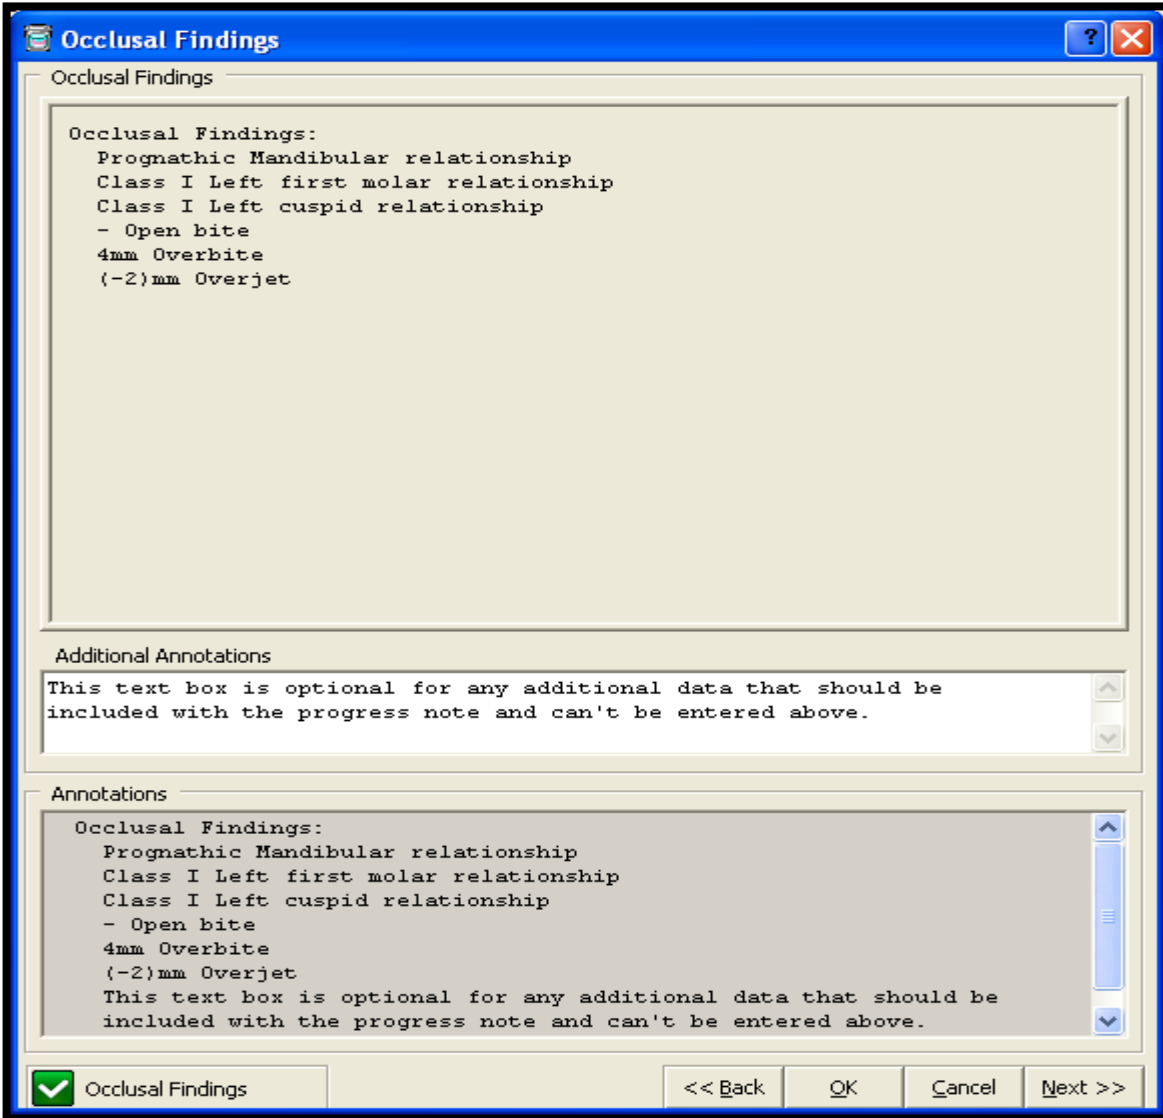 Occlusal Findings
?
Occlusal Findings
Occlusal Findings:
Prognathic Mandibular relationship
Class I Left first molar relationship
Class I Left cuspid relationship
- Open bite
4mm Overbite
(-2)mm Overjet
Additional Annotations
This text box is optional for any additional data that should be
included with the progress note and can't be entered above.
Annotations
Occlusal Findings:
Prognathic Mandibular relationship
Class I Left first molar relationship
Class I Left cuspid relationship
- Open bite
4mm Overbite
(-2)mm Overjet
This text box is optional for any additional data that should be
included with the progress note and can't be entered above.
Occlusal Findings
<< Back OK Cancel Next >>